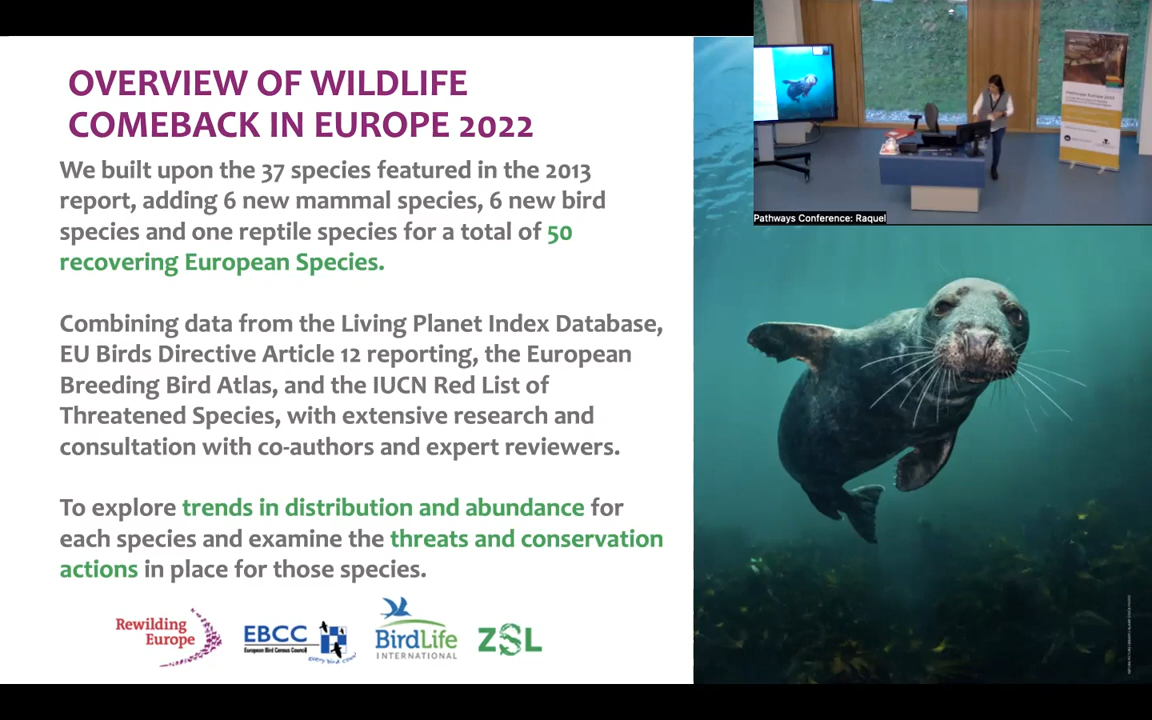 OVERVIEW OF WILDLIFE
COMEBACK IN EUROPE 2022
We built upon the 37 species featured in the 2013
report, adding 6 new mammal species, 6 new bird
species and one reptile species for a total of 50
recovering European Species.
Combining data from the Living Planet Index Database,
EU Birds Directive Article 12 reporting, the European
Breeding Bird Atlas, and the IUCN Red List of
Threatened Species, with extensive research and
consultation with co-authors and expert reviewers.
To explore trends in distribution and abundance for
each species and examine the threats and conservation
actions in place for those species.
Rewilding
Europe
EBCC
European Bird Census Council
BirdLife
INTERNATIONAL
ZSL
Pathways Conference: Raquel